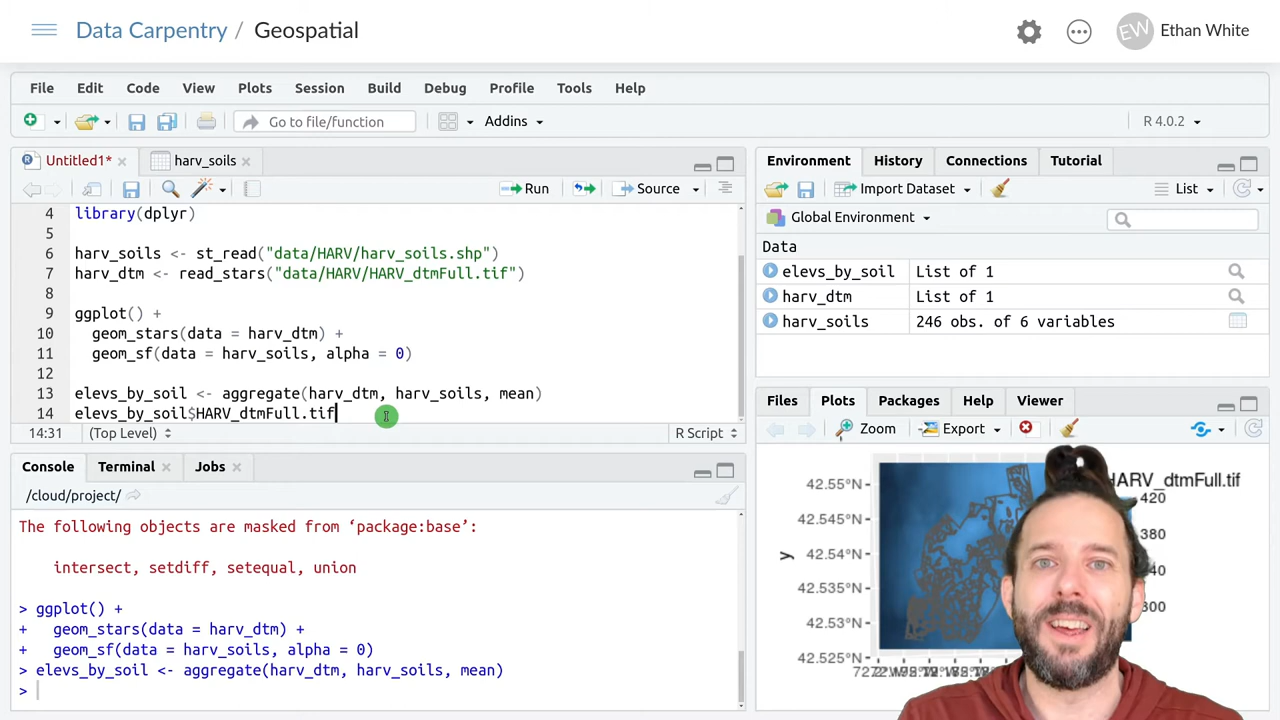 Data Carpentry / Geospatial
EW Ethan White
File Edit Code View Plots Session Build Debug Profile Tools Help
Go to file/function
Addins
R 4.0.2
Untitled1*
harv_soils
Run
Source
4 library(dplyr)
5
6 harv_soils <- st_read("data/HARV/harv_soils.shp")
7 harv_dtm <- read_stars("data/HARV/HARV_dtmFull.tif")
8
9 ggplot() +
10 geom_stars(data = harv_dtm) +
11 geom_sf(data = harv_soils, alpha = 0)
12
13 elevs_by_soil <- aggregate(harv_dtm, harv_soils, mean)
14 elevs_by_soil$HARV_dtmFull.tif
14:31 (Top Level) R Script
Console Terminal Jobs
/cloud/project/
The following objects are masked from ‘package:base’:
intersect, setdiff, setequal, union
> ggplot() +
+ geom_stars(data = harv_dtm) +
+ geom_sf(data = harv_soils, alpha = 0)
> elevs_by_soil <- aggregate(harv_dtm, harv_soils, mean)
>
Environment History Connections Tutorial
Import Dataset
List
Global Environment
Data
elevs_by_soil List of 1
harv_dtm List of 1
harv_soils 246 obs. of 6 variables
Files Plots Packages Help Viewer
Zoom Export
HARV_dtmFull.tif
42.55°N
42.545°N
42.54°N
42.535°N
42.53°N
42.525°N
y
420
380